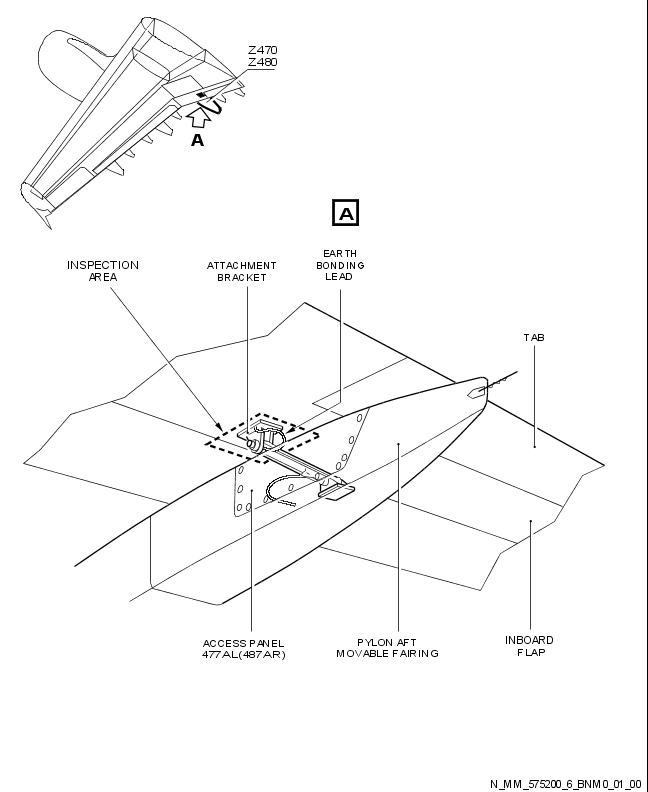 Z470
Z480
A
A
INSPECTION
AREA
ATTACHMENT
BRACKET
EARTH
BONDING
LEAD
TAB
ACCESS PANEL
477AL(487AR)
PYLON AFT
MOVABLE FAIRING
INBOARD
FLAP
N_MM_575200_6_BNM0_01_00